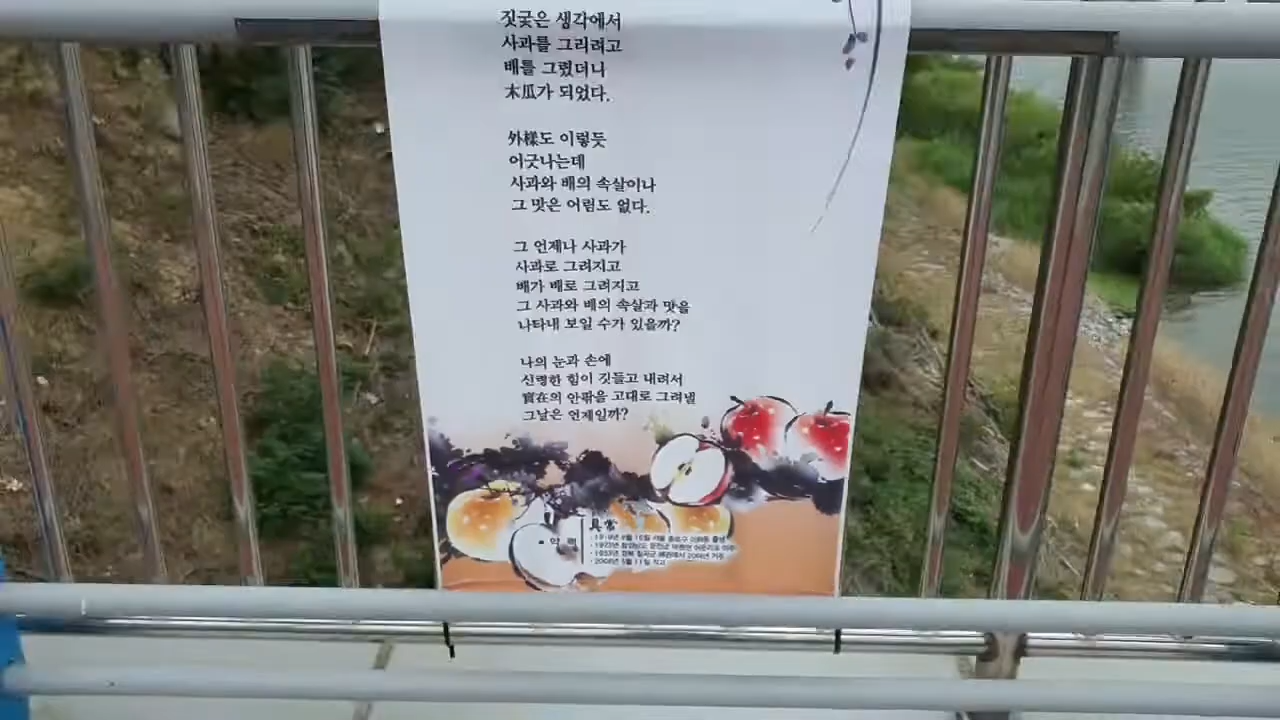 짓궂은 생각에서
사과를 그리려고
배를 그렸더니
木瓜가 되었다.
外樣도 이렇듯
어긋나는데
사과와 배의 속살이나
그 맛은 어림도 없다.
그 언제나 사과가
사과로 그려지고
배가 배로 그려지고
그 사과와 배의 속살과 맛을
나타내 보일 수가 있을까?
나의 눈과 손에
신령한 힘이 깃들고 내려서
實在의 안팎을 고대로 그려낼
그날은 언제일까?
具常
• 약력